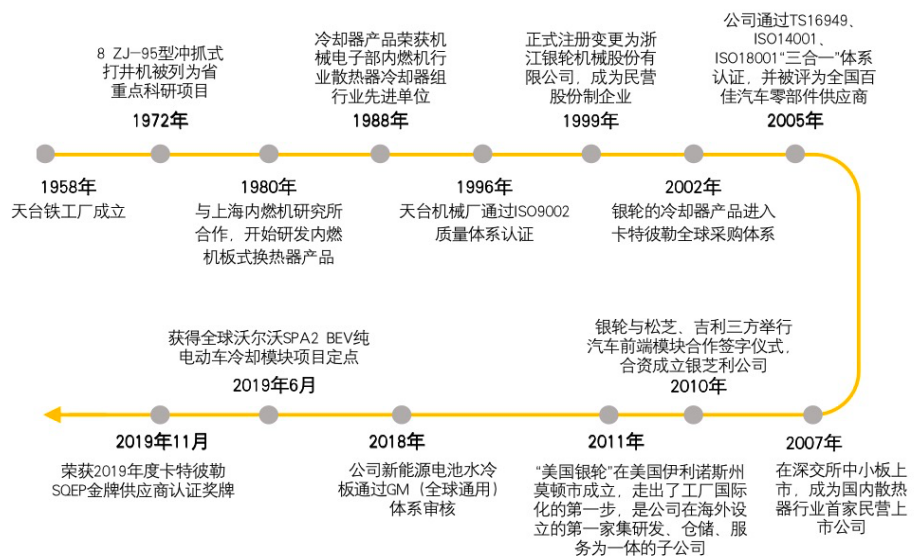 8 ZJ-95型冲抓式
打井机被列为省
重点科研项目
1972年
冷却器产品荣获机
械电子部内燃机行
业散热器冷却器组
行业先进单位
1988年
正式注册变更为浙
江银轮机械股份有
限公司，成为民营
股份制企业
1999年
公司通过TS16949、
ISO14001、
ISO18001“三合一”体系
认证，并被评为全国百
佳汽车零部件供应商
2005年
1958年
天台铁工厂成立
1980年
与上海内燃机研究所
合作，开始研发内燃
机板式换热器产品
1996年
天台机械厂通过ISO9002
质量体系认证
2002年
银轮的冷却器产品进入
卡特彼勒全球采购体系
获得全球沃尔沃SPA2 BEV纯
电动车冷却模块项目定点
2019年6月
银轮与松芝、吉利三方举行
汽车前端模块合作签字仪式，
合资成立银芝利公司
2010年
2019年11月
荣获2019年度卡特彼勒
SQEP金牌供应商认证奖牌
2018年
公司新能源电池水冷
板通过GM（全球通用）
体系审核
2011年
“美国银轮”在美国伊利诺斯州
莫顿市成立，走出了工厂国际
化的第一步，是公司在海外设
立的第一家集研发、仓储、服
务为一体的子公司
2007年
在深交所中小板上
市，成为国内散热
器行业首家民营上
市公司